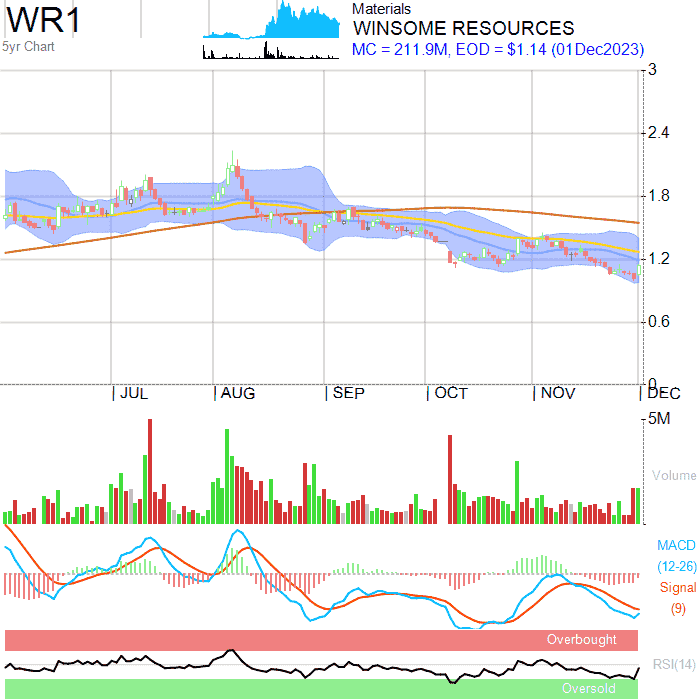 WR1
5yr Chart
Materials
WINSOME RESOURCES
MC = 211.9M, EOD = $1.14 (01Dec2023)
3
2.4
1.8
1.2
0.6
0
JUL AUG SEP OCT NOV DEC
5M
Volume
MACD
(12-26)
Signal
(9)
Overbought
RSI(14)
Oversold